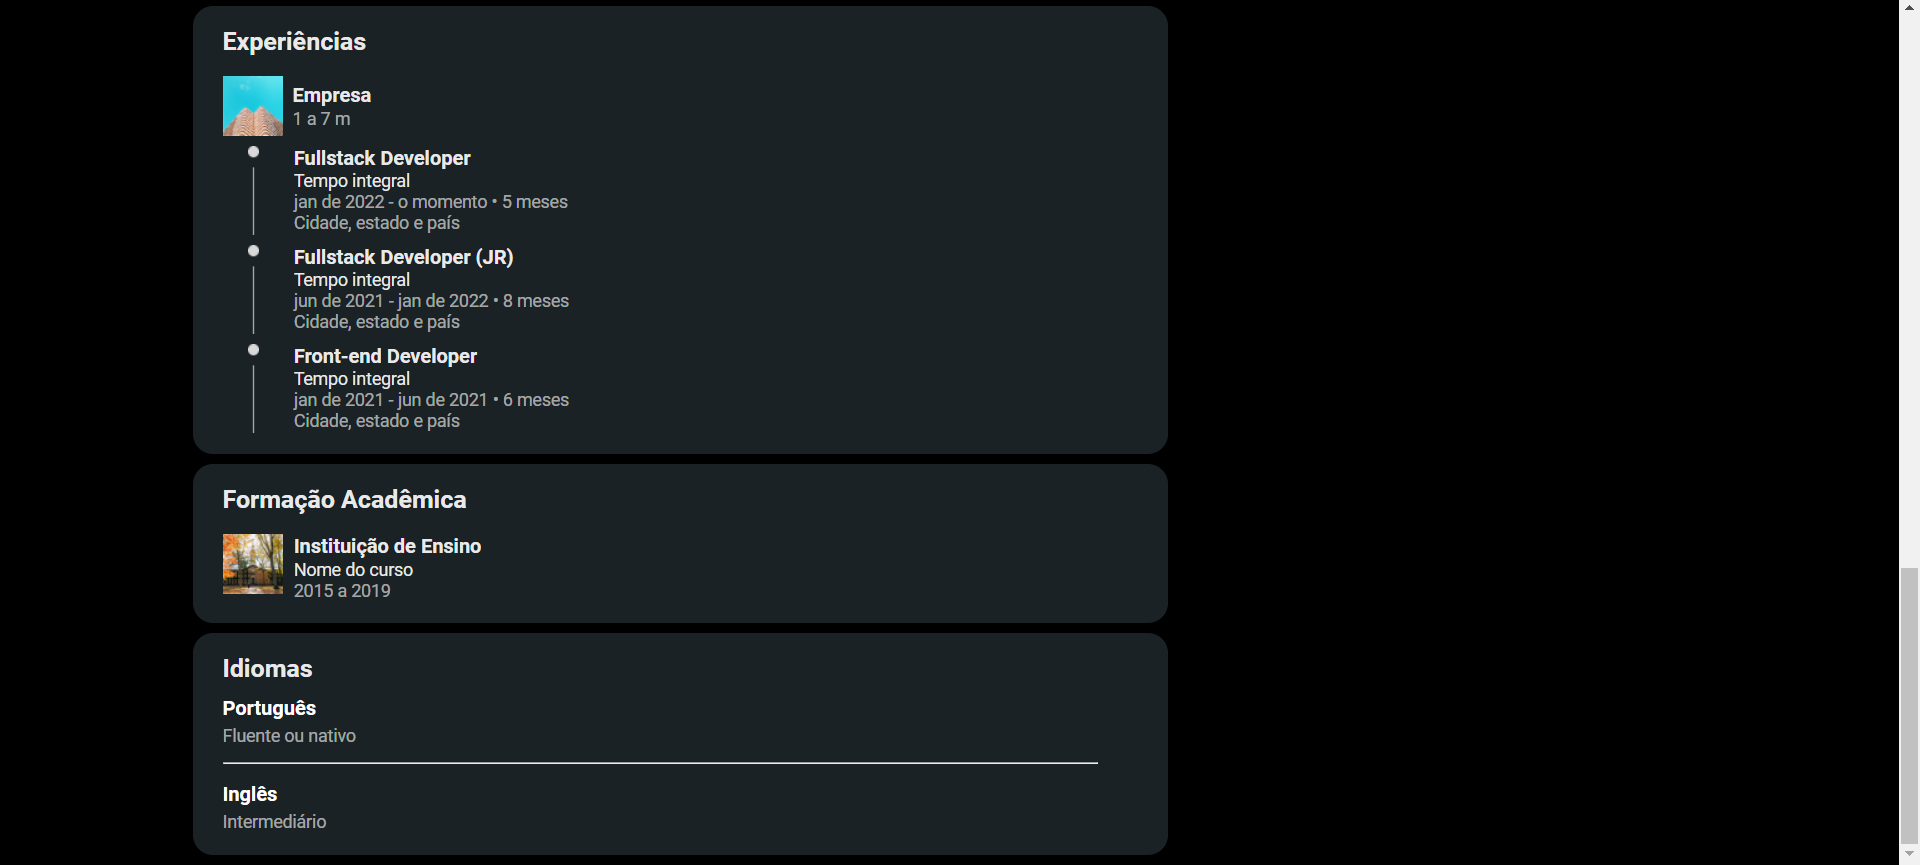 Experiências
Empresa
1 a 7 m
Fullstack Developer
Tempo integral
jan de 2022 - o momento • 5 meses
Cidade, estado e país
Fullstack Developer (JR)
Tempo integral
jun de 2021 - jan de 2022 • 8 meses
Cidade, estado e país
Front-end Developer
Tempo integral
jan de 2021 - jun de 2021 • 6 meses
Cidade, estado e país
Formação Acadêmica
Instituição de Ensino
Nome do curso
2015 a 2019
Idiomas
Português
Fluente ou nativo
Inglês
Intermediário